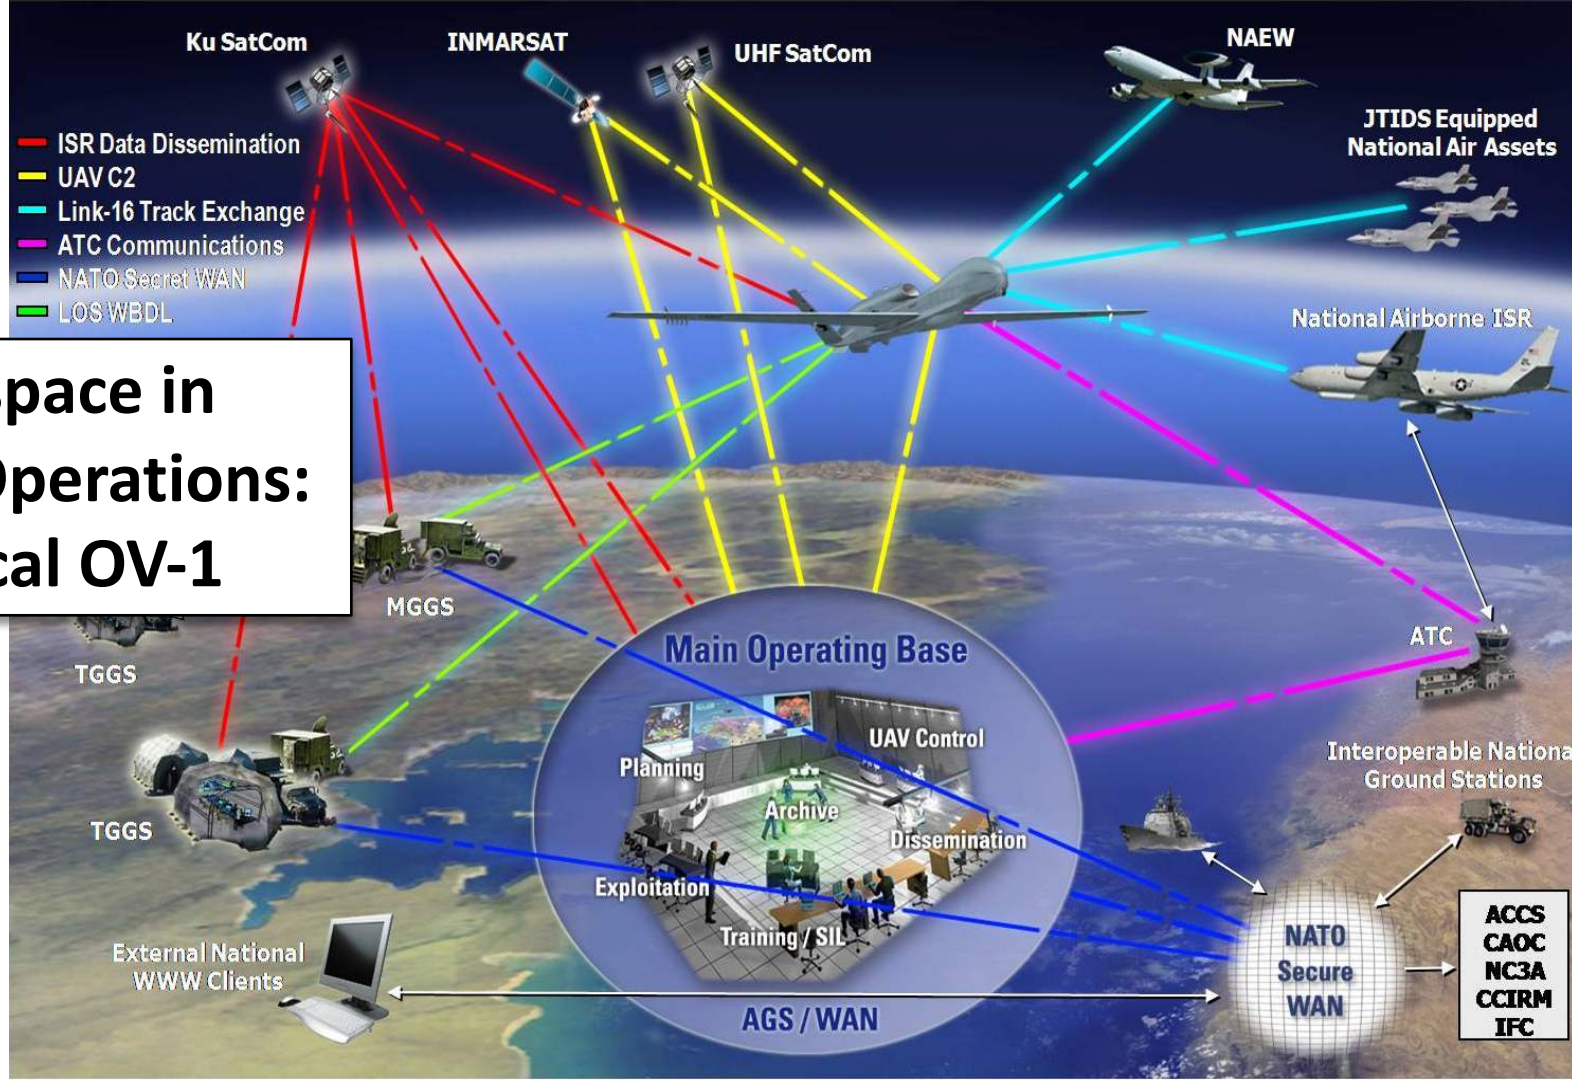 Ku SatCom
INMARSAT
UHF SatCom
NAEW
JTIDS Equipped
National Air Assets
ISR Data Dissemination
UAV C2
Link-16 Track Exchange
ATC Communications
NATO Secret WAN
LOS WBDL
National Airborne ISR
space in
Operations:
cal OV-1
MGGS
TGGS
ATC
Main Operating Base
UAV Control
Planning
Archive
Dissemination
Exploitation
Training / SIL
TGGS
Interoperable National
Ground Stations
External National
WWW Clients
AGS / WAN
NATO
Secure
WAN
ACCS
CAOC
NC3A
CCIRM
IFC